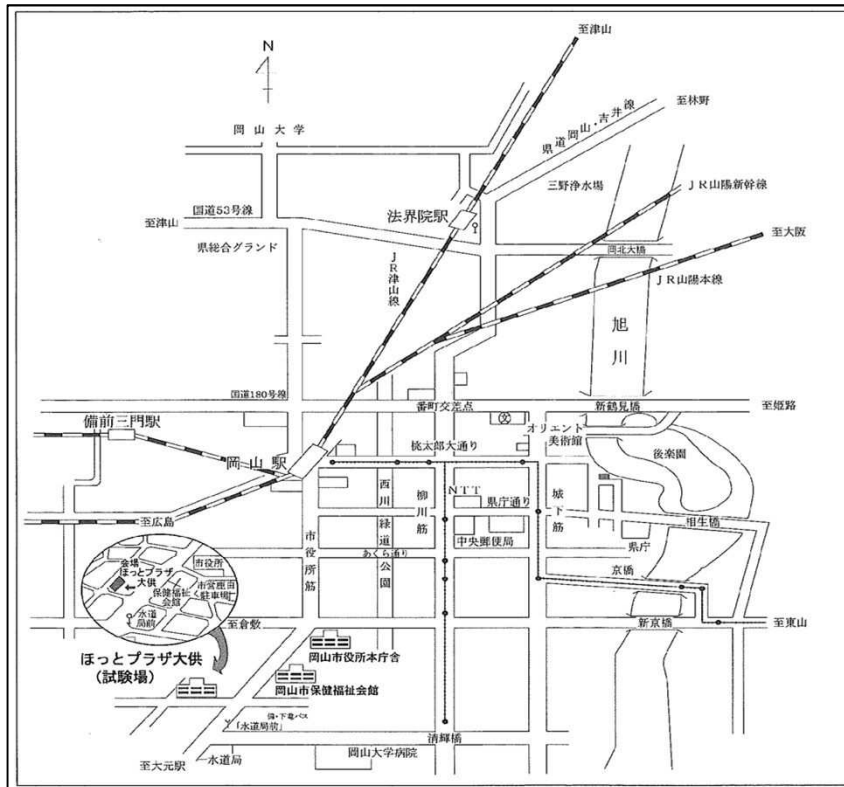 至津山
N
岡山大学
県道岡山・吉井線
至林野
三野浄水場
JR山陽新幹線
国道53号線
法界院駅
至津山
至大阪
県総合グランド
岡北大橋
JR津山線
JR山陽本線
旭川
国道180号線
番町交差点
新鶴見橋
至姫路
備前三門駅
文
オリエント
美術館
桃太郎大通り
後楽園
岡山駅
西川緑道公園
柳川筋
NTT
県庁通り
城下筋
至広島
相生橋
市役所筋
中央郵便局
県庁
あくら通り
京橋
会場
ほっとプラザ
大供
市役所
保健福祉
会館
市営鹿田
駐車場
水道
局前
至倉敷
新京橋
至東山
ほっとプラザ大供
(試験場)
岡山市役所本庁舎
岡山市保健福祉会館
「水道局前」
清輝橋
至大元駅
水道局
岡山大学病院